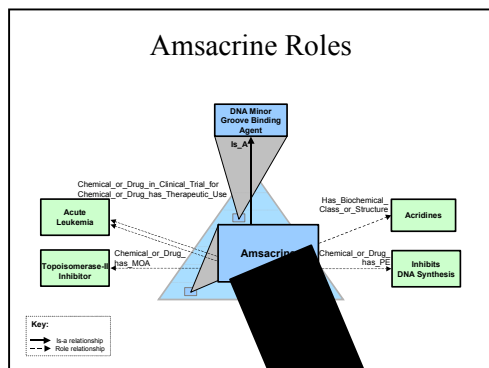 Amsacrine Roles
DNA Minor
Groove Binding
Agent
Is_A
Chemical_or_Drug_in_Clinical_Trial_for
Chemical_or_Drug_has_Therapeutic_Use
Has_Biochemical_
Class_or_Structure
Acute
Leukemia
Acridines
Chemical_or_Drug_
has_MOA
Amsacrine
Chemical_or_Drug_
has_PE
Topoisomerase-II
Inhibitor
Inhibits
DNA Synthesis
Key:
Is-a relationship
Role relationship